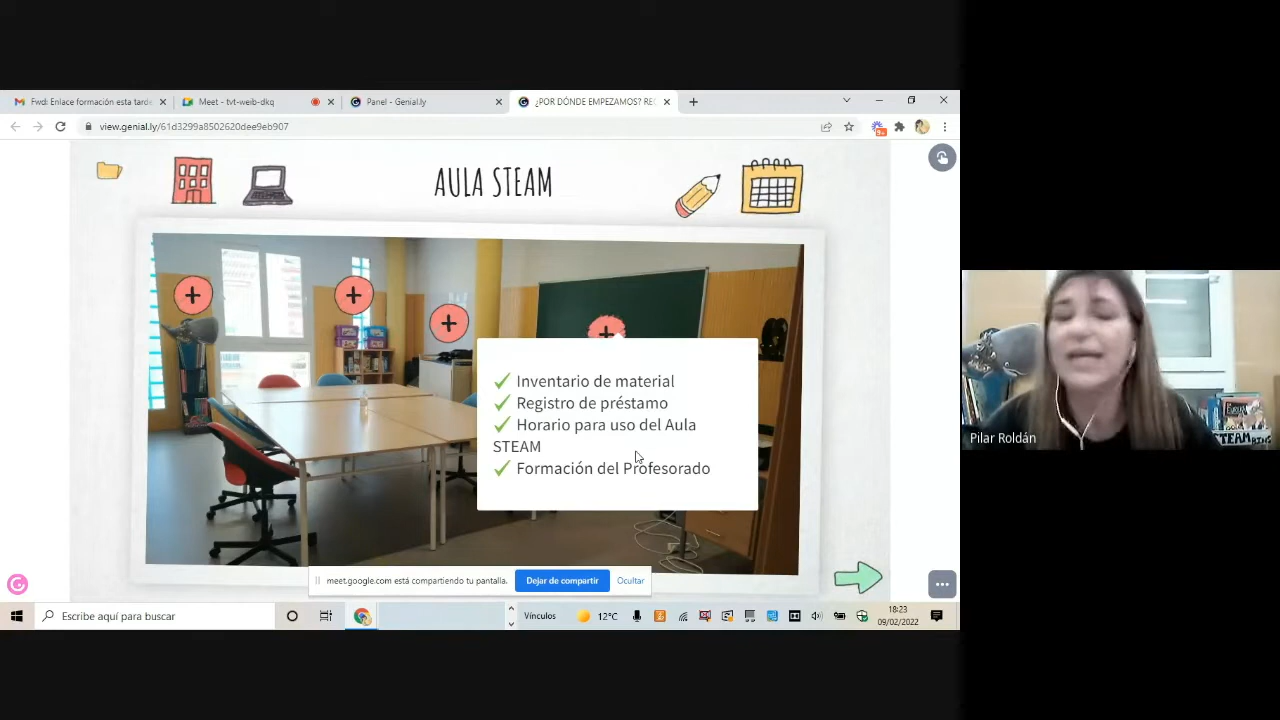 Fwd: Enlace formación esta tarde
Meet - tvt-weib-dkq
Panel - Genial.ly
¿POR DÓNDE EMPEZAMOS? REC
view.genial.ly/61d3299a8502620dee9eb907
AULA STEAM
Inventario de material
Registro de préstamo
Horario para uso del Aula
STEAM
Formación del Profesorado
Pilar Roldán
STEAM
meet.google.com está compartiendo tu pantalla.
Dejar de compartir
Ocultar
Escribe aquí para buscar
Vínculos
12°C
18:23
09/02/2022